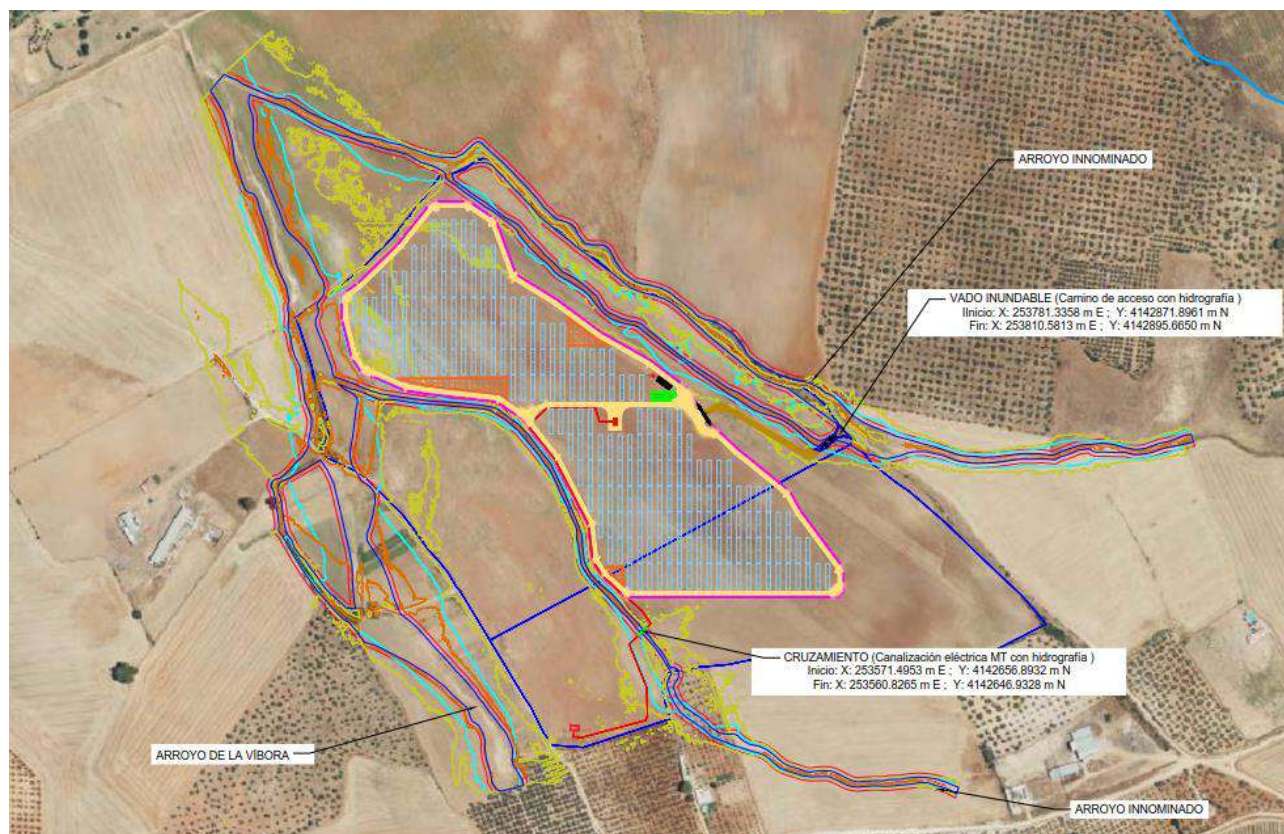 ARROYO INNOMINADO
VADO INUNDABLE (Camino de acceso con hidrografía )
IInicio: X: 253781.3358 m E ; Y: 4142871.8961 m N
Fin: X: 253810.5813 m E ; Y: 4142895.6650 m N
CRUZAMIENTO (Canalización eléctrica MT con hidrografía )
Inicio: X: 253571.4953 m E ; Y: 4142656.8932 m N
Fin: X: 253560.8265 m E ; Y: 4142646.9328 m N
ARROYO DE LA VÍBORA
ARROYO INNOMINADO